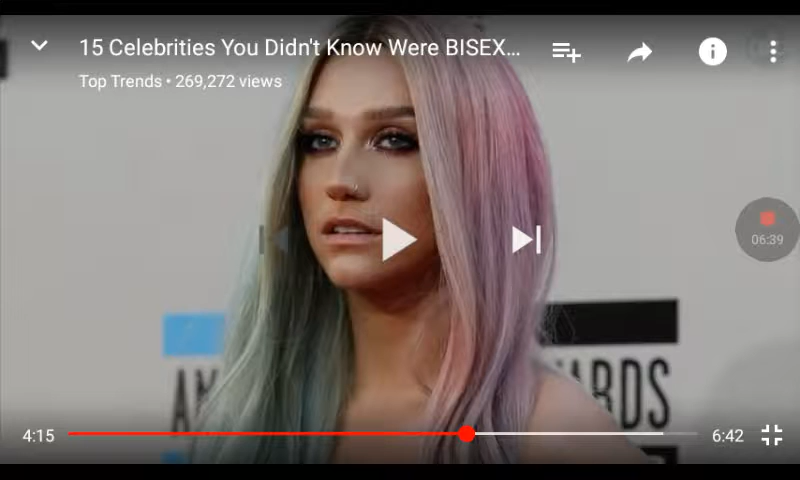 15 Celebrities You Didn't Know Were BISEX...
Top Trends • 269,272 views
06:39
4:15
6:42